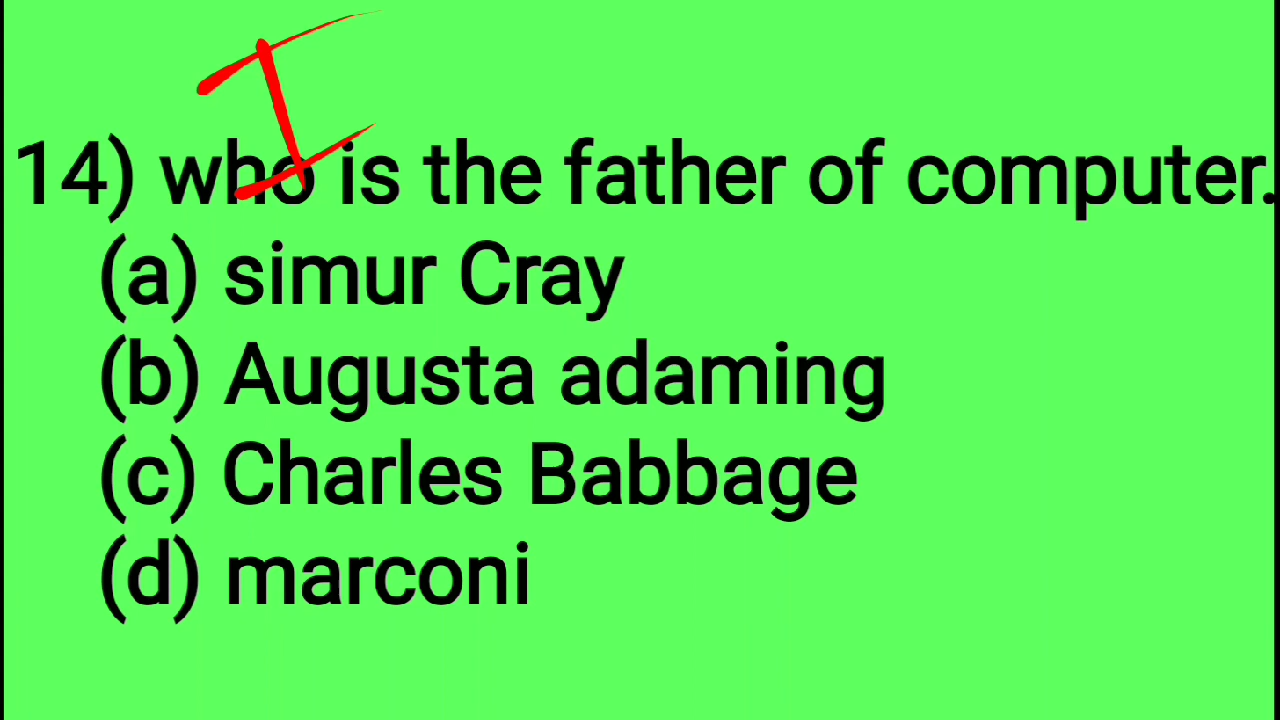 I
14) who is the father of computer.
(a) simur Cray
(b) Augusta adaming
(c) Charles Babbage
(d) marconi